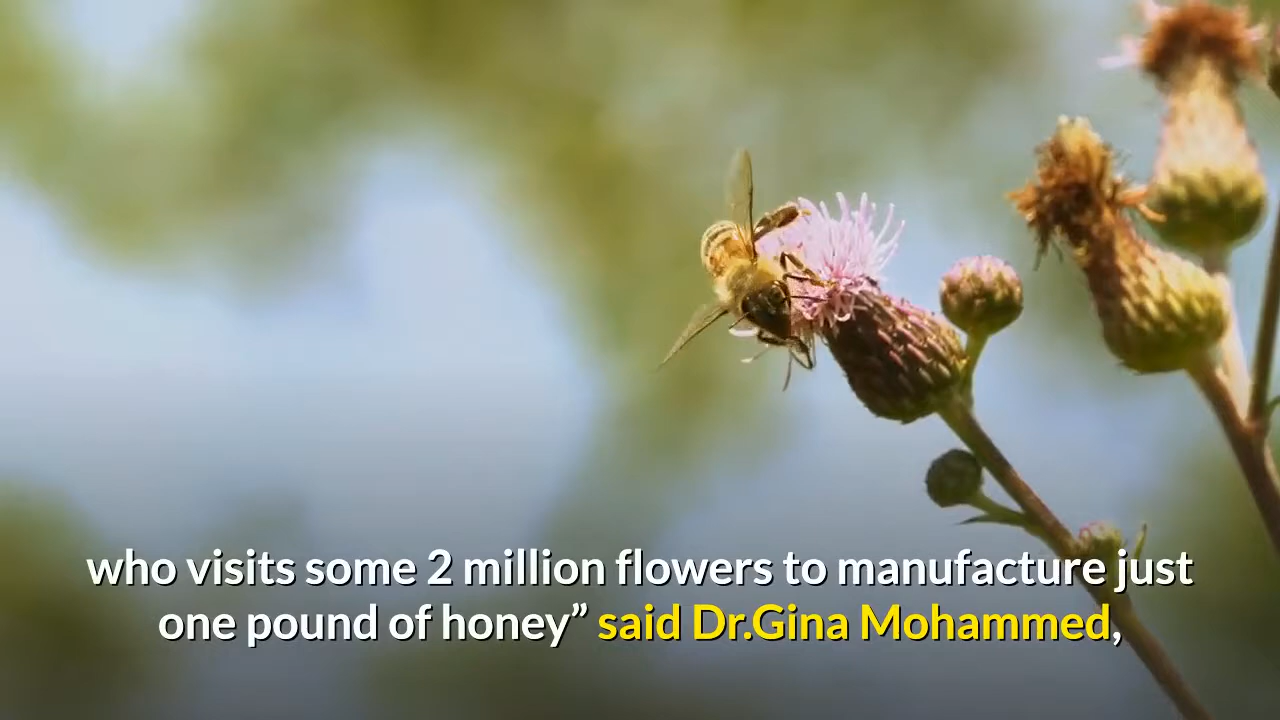 who visits some 2 million flowers to manufacture just
one pound of honey” said Dr.Gina Mohammed,